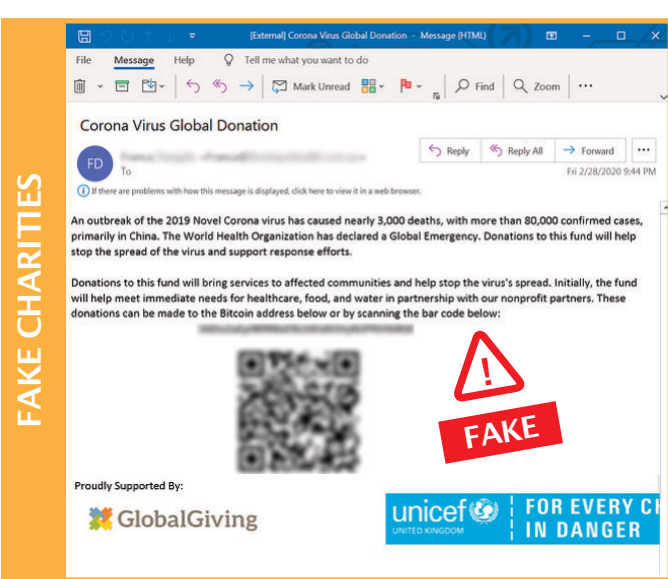 FAKE CHARITIES
[External] Corona Virus Global Donation - Message (HTML)
File Message Help Tell me what you want to do
Mark Unread Find Zoom
Corona Virus Global Donation
Reply Reply All Forward
FD
To
Fri 2/28/2020 9:44 PM
If there are problems with how this message is displayed, click here to view it in a web browser.
An outbreak of the 2019 Novel Corona virus has caused nearly 3,000 deaths, with more than 80,000 confirmed cases,
primarily in China. The World Health Organization has declared a Global Emergency. Donations to this fund will help
stop the spread of the virus and support response efforts.
Donations to this fund will bring services to affected communities and help stop the virus's spread. Initially, the fund
will help meet immediate needs for healthcare, food, and water in partnership with our nonprofit partners. These
donations can be made to the Bitcoin address below or by scanning the bar code below:
!
FAKE
Proudly Supported By:
GlobalGiving
unicef
UNITED KINGDOM
FOR EVERY CH
IN DANGER